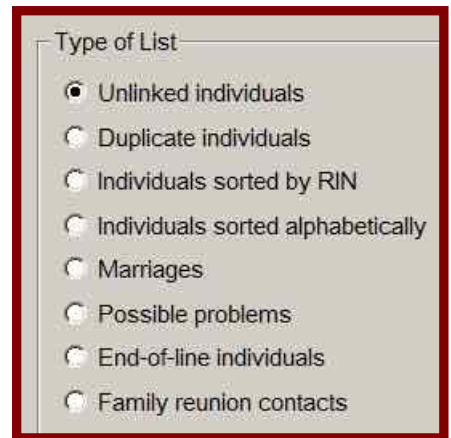 Type of List
Unlinked individuals
Duplicate individuals
Individuals sorted by RIN
Individuals sorted alphabetically
Marriages
Possible problems
End-of-line individuals
Family reunion contacts